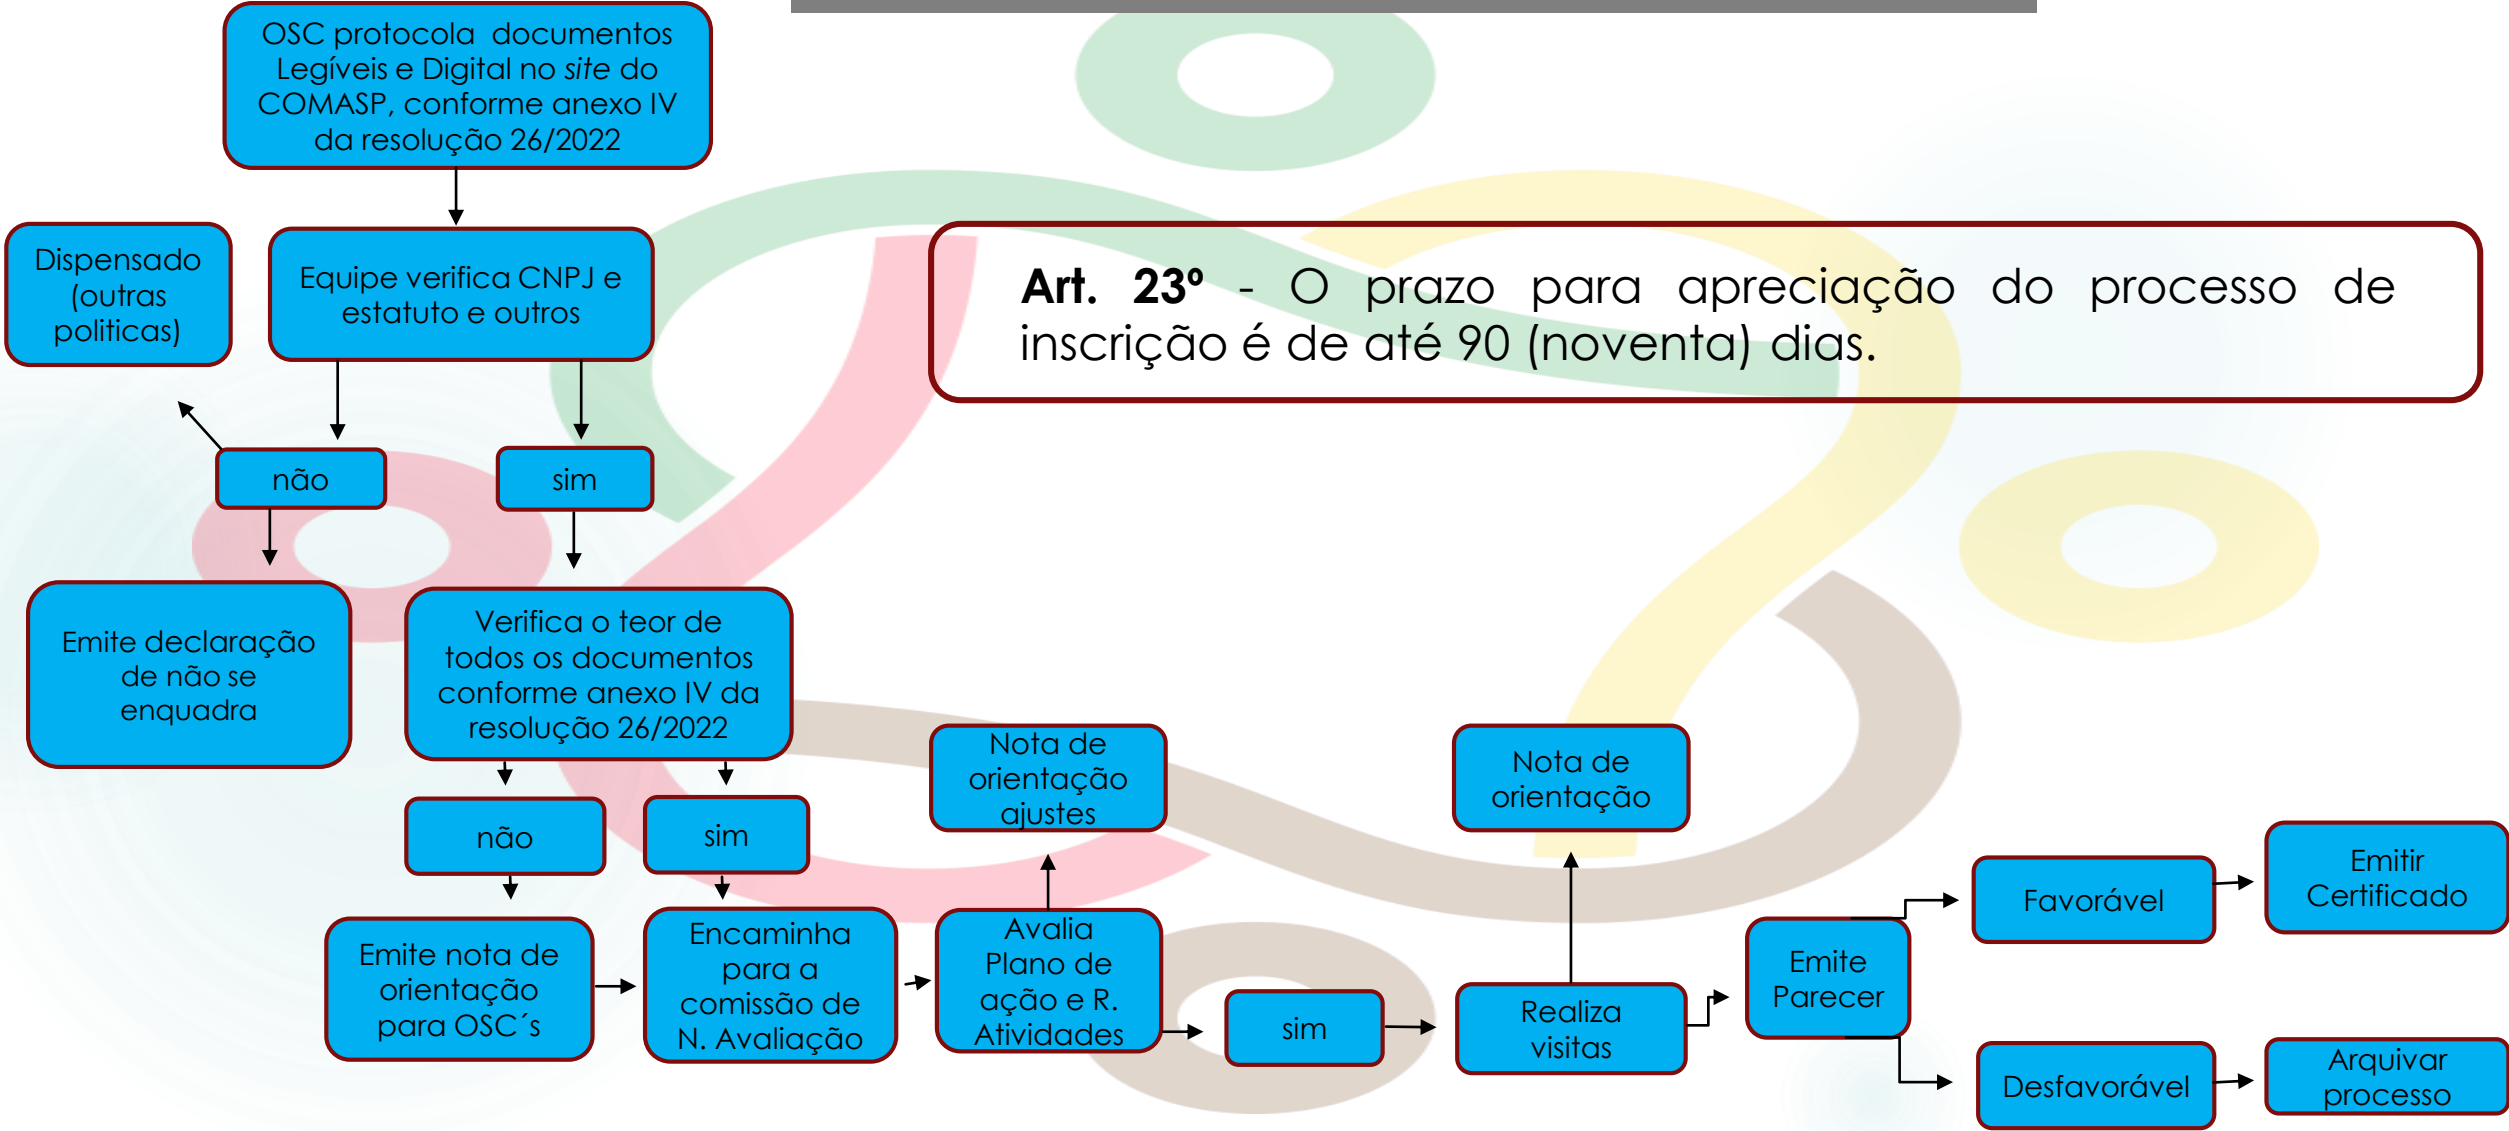 OSC protocola documentos
Legíveis e Digital no site do
COMASP, conforme anexo IV
da resolução 26/2022
Dispensado
(outras
politicas)
Equipe verifica CNPJ e
estatuto e outros
Art. 23º - O prazo para apreciação do processo de
inscrição é de até 90 (noventa) dias.
não
sim
Emite declaração
de não se
enquadra
Verifica o teor de
todos os documentos
conforme anexo IV da
resolução 26/2022
não
sim
Nota de
orientação
ajustes
Nota de
orientação
Emite nota de
orientação
para OSC´s
Encaminha
para a
comissão de
N. Avaliação
Avalia
Plano de
ação e R.
Atividades
sim
Realiza
visitas
Emite
Parecer
Favorável
Emitir
Certificado
Desfavorável
Arquivar
processo